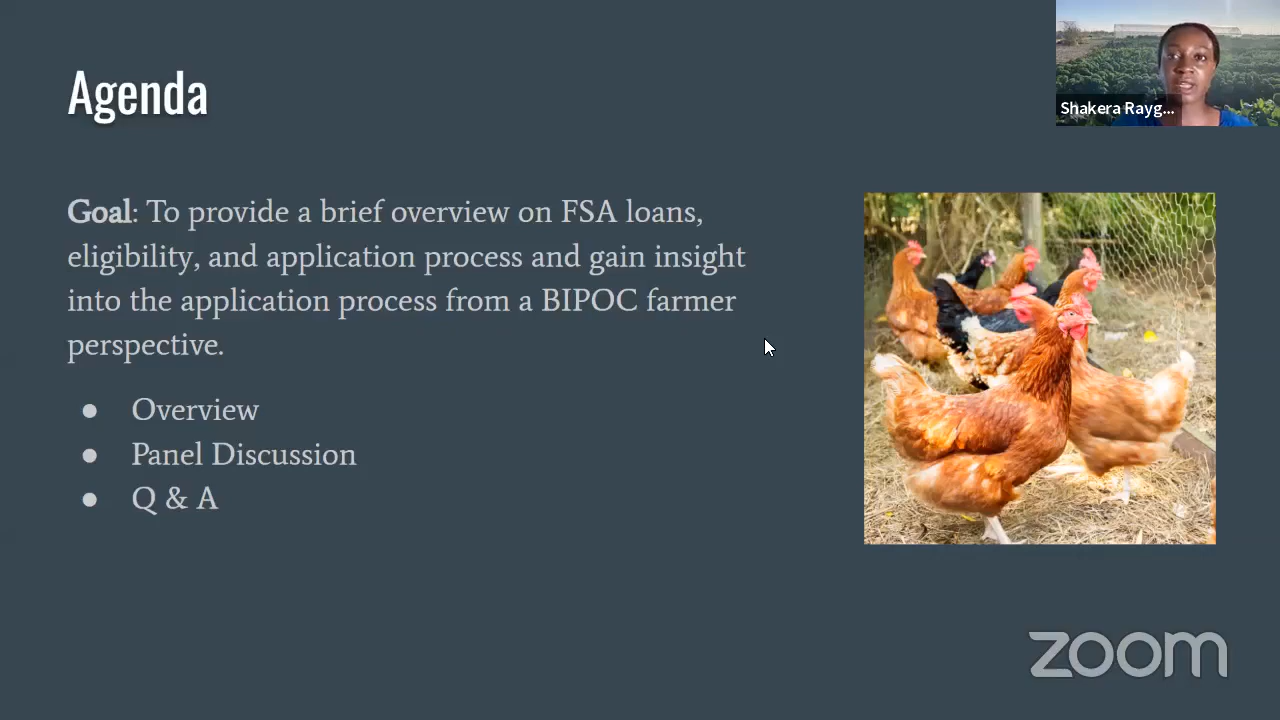 Agenda
Shakera Rayg...
Goal: To provide a brief overview on FSA loans,
eligibility, and application process and gain insight
into the application process from a BIPOC farmer
perspective.
● Overview
● Panel Discussion
● Q & A
zoom